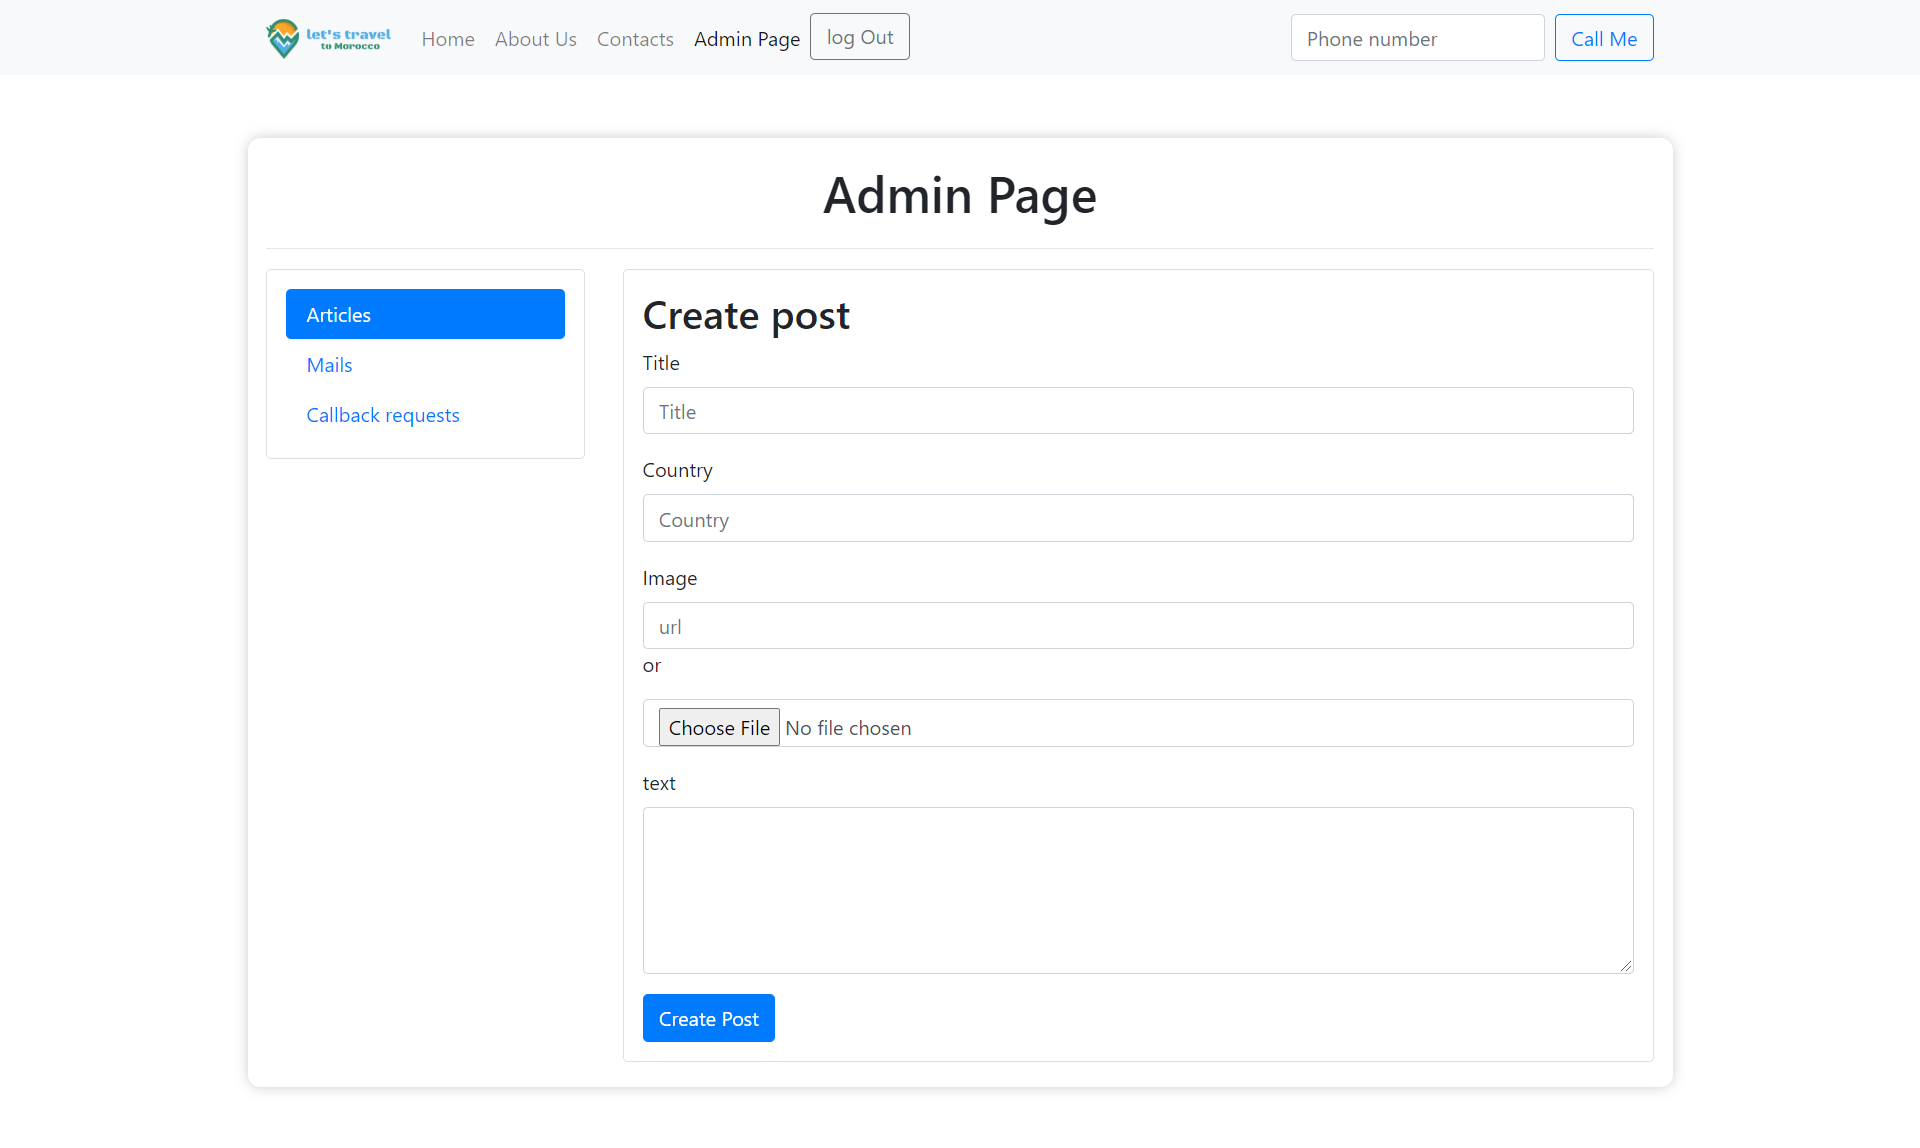 let's travel
to Morocco
Home About Us Contacts Admin Page log Out Phone number Call Me
Admin Page
Articles
Mails
Callback requests
Create post
Title
Title
Country
Country
Image
url
or
Choose File No file chosen
text
Create Post